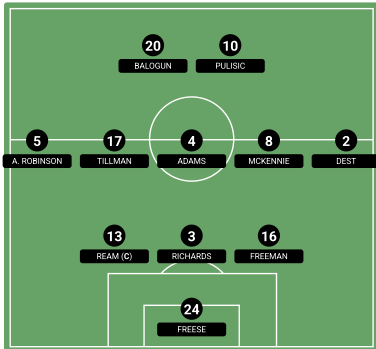 20 10
BALOGUN PULISIC
5 17 4 8 2
A. ROBINSON TILLMAN ADAMS MCKENNIE DEST
13 3 16
REAM (C) RICHARDS FREEMAN
24
FREESE